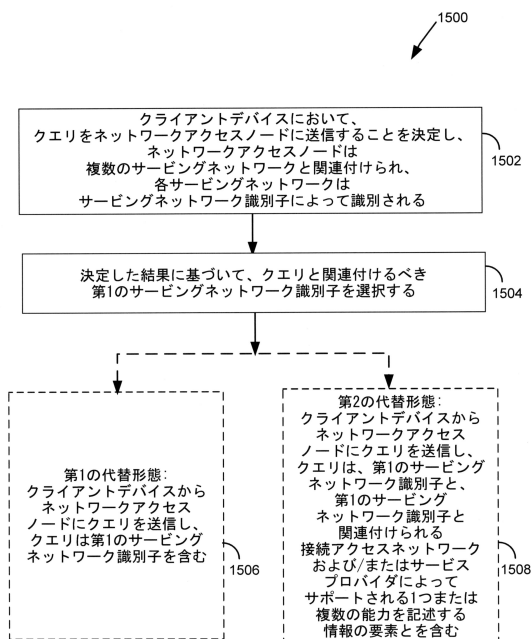 1500
クライアントデバイスにおいて、
クエリをネットワークアクセスノードに送信することを決定し、
ネットワークアクセスノードは
複数のサービングネットワークと関連付けられ、
各サービングネットワークは
サービングネットワーク識別子によって識別される
1502
決定した結果に基づいて、クエリと関連付けるべき
第1のサービングネットワーク識別子を選択する
1504
第1の代替形態:
クライアントデバイスから
ネットワークアクセス
ノードにクエリを送信し、
クエリは第1のサービング
ネットワーク識別子を含む
1506
第2の代替形態:
クライアントデバイスから
ネットワークアクセス
ノードにクエリを送信し、
クエリは、第1のサービング
ネットワーク識別子と、
第1のサービング
ネットワーク識別子と
関連付けられる
接続アクセスネットワーク
および/またはサービス
プロバイダによって
サポートされる1つまたは
複数の能力を記述する
情報の要素とを含む
1508